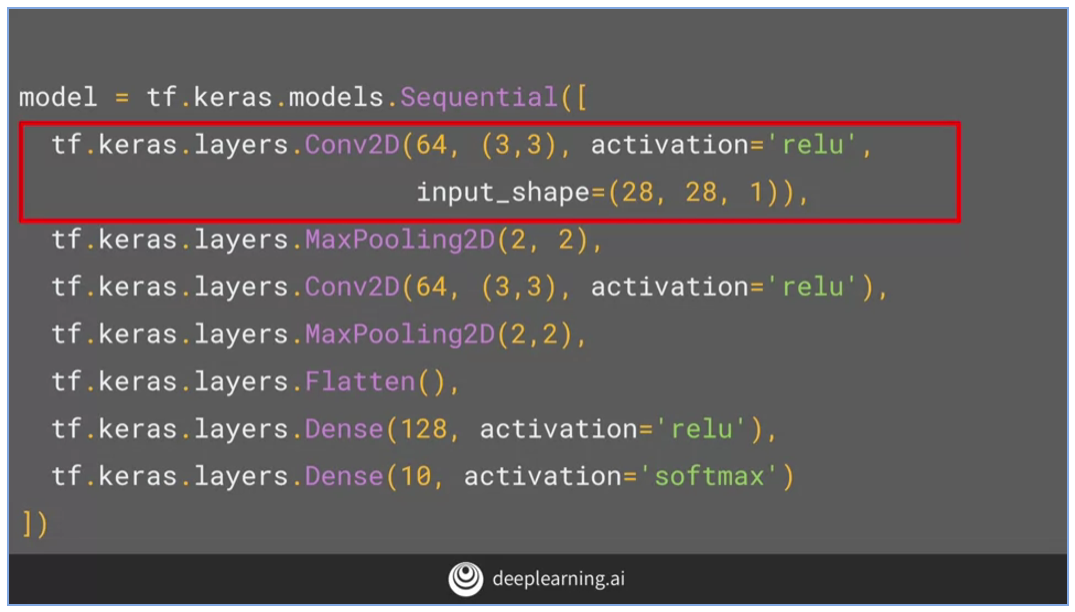 model = tf.keras.models.Sequential([
  tf.keras.layers.Conv2D(64, (3,3), activation='relu',
                         input_shape=(28, 28, 1)),
  tf.keras.layers.MaxPooling2D(2, 2),
  tf.keras.layers.Conv2D(64, (3,3), activation='relu'),
  tf.keras.layers.MaxPooling2D(2,2),
  tf.keras.layers.Flatten(),
  tf.keras.layers.Dense(128, activation='relu'),
  tf.keras.layers.Dense(10, activation='softmax')
])
deeplearning.ai